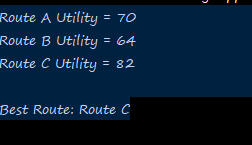 Route A Utility = 70
Route B Utility = 64
Route C Utility = 82
Best Route: Route C